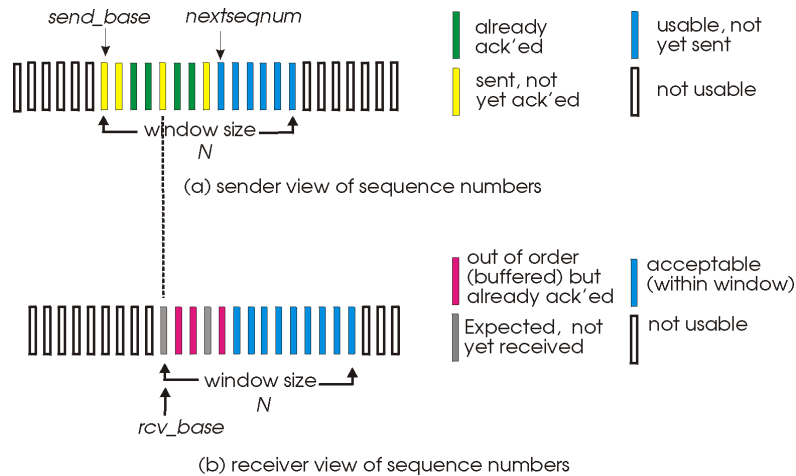 send_base
nextseqnum
already
ack'ed
usable, not
yet sent
sent, not
yet ack'ed
not usable
window size
N
(a) sender view of sequence numbers
out of order
(buffered) but
already ack'ed
acceptable
(within window)
Expected, not
yet received
not usable
window size
N
rcv_base
(b) receiver view of sequence numbers